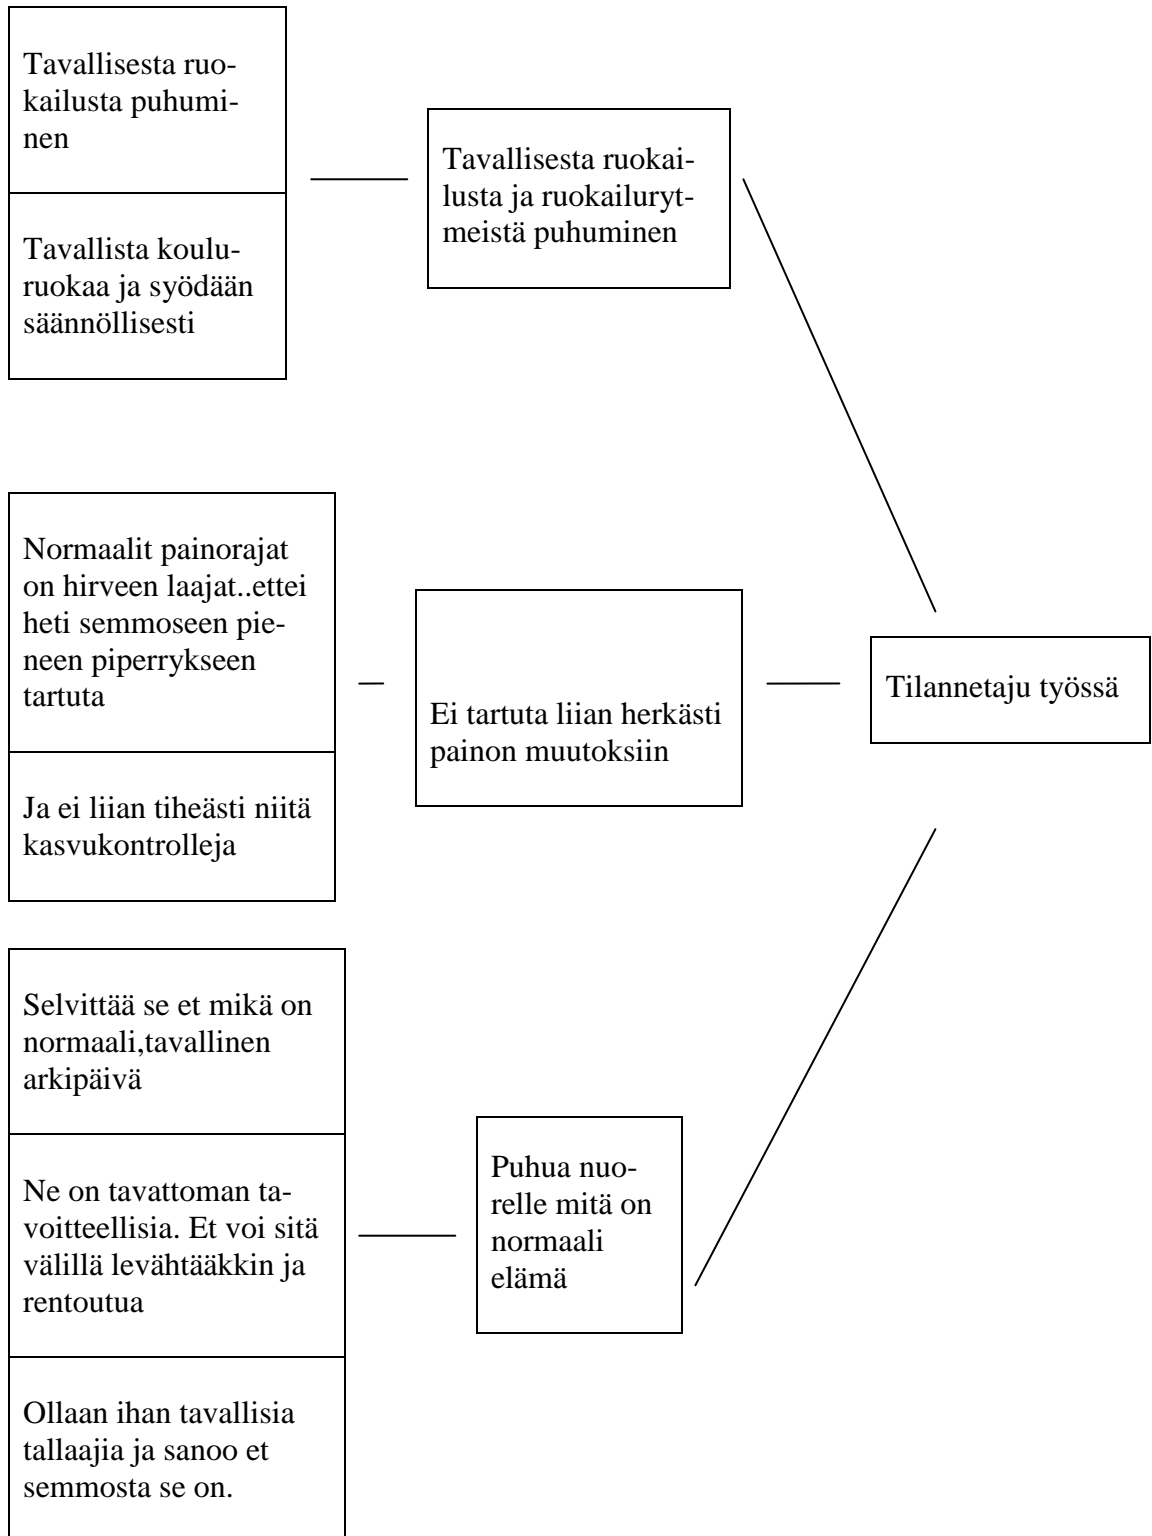 Tavallisesta ruo-
kailusta puhumi-
nen
Tavallista koulu-
ruokaa ja syödään
säännöllisesti
Tavallisesta ruokai-
lusta ja ruokailuryt-
meistä puhuminen
Normaalit painorajat
on hirveen laajat..ettei
heti semmoseen pie-
neen piperrykseen
tartuta
Ja ei liian tiheästi niitä
kasvukontrolleja
Ei tartuta liian herkästi
painon muutoksiin
Tilannetaju työssä
Selvittää se et mikä on
normaali,tavallinen
arkipäivä
Ne on tavattoman ta-
voitteellisia. Et voi sitä
välillä levähtääkkin ja
rentoutua
Ollaan ihan tavallisia
tallaajia ja sanoo et
semmosta se on.
Puhua nuo-
relle mitä on
normaali
elämä